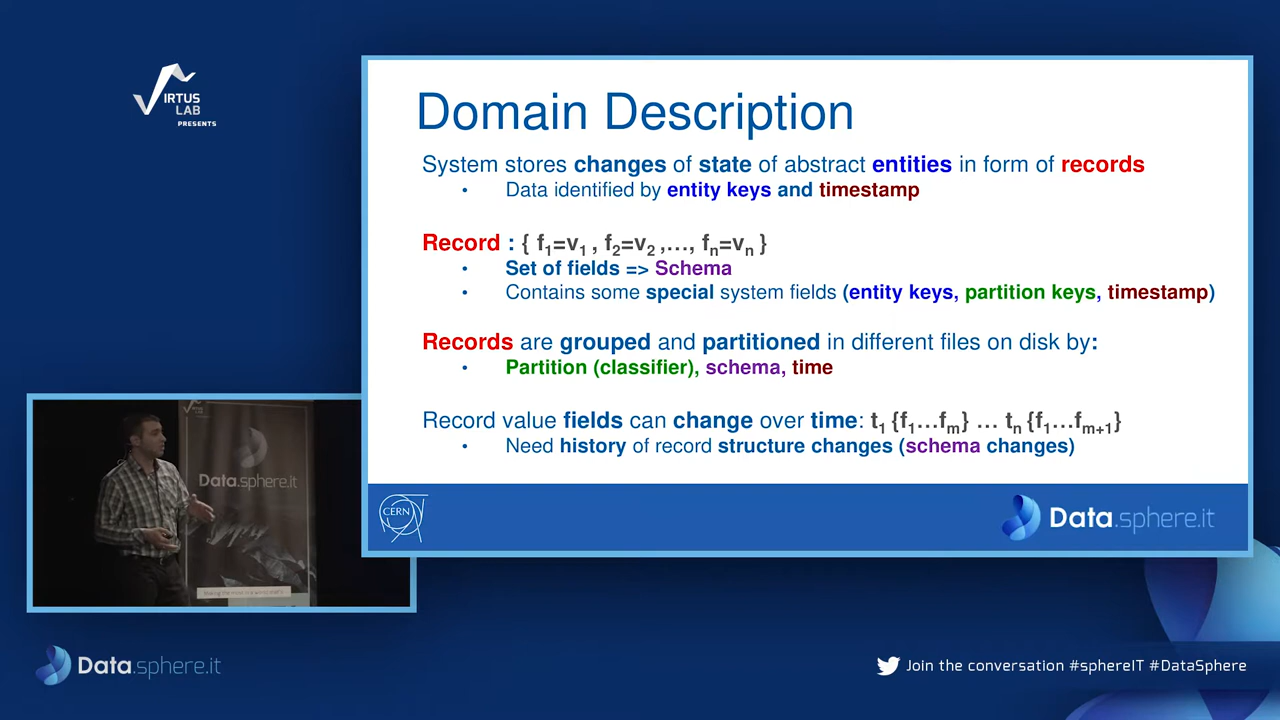 VIRTUS
LAB
PRESENTS
Domain Description
System stores changes of state of abstract entities in form of records
• Data identified by entity keys and timestamp
Record : { f1=v1 , f2=v2 ,…, fn=vn }
• Set of fields => Schema
• Contains some special system fields (entity keys, partition keys, timestamp)
Records are grouped and partitioned in different files on disk by:
• Partition (classifier), schema, time
Record value fields can change over time: t1 {f1…fm} … tn {f1…fm+1}
• Need history of record structure changes (schema changes)
CERN
Data.sphere.it
Data.sphere.it
Data.sphere.it
Join the conversation #sphereIT #DataSphere